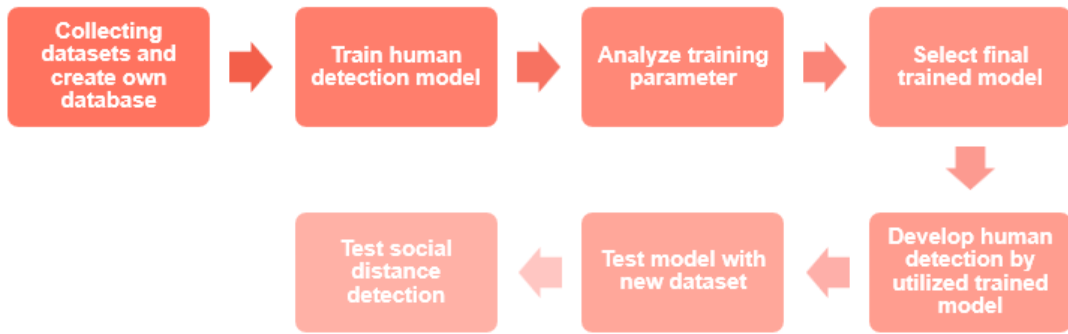 Collecting
datasets and
create own
database
Train human
detection model
Analyze training
parameter
Select final
trained model
Develop human
detection by
utilized trained
model
Test model with
new dataset
Test social
distance
detection